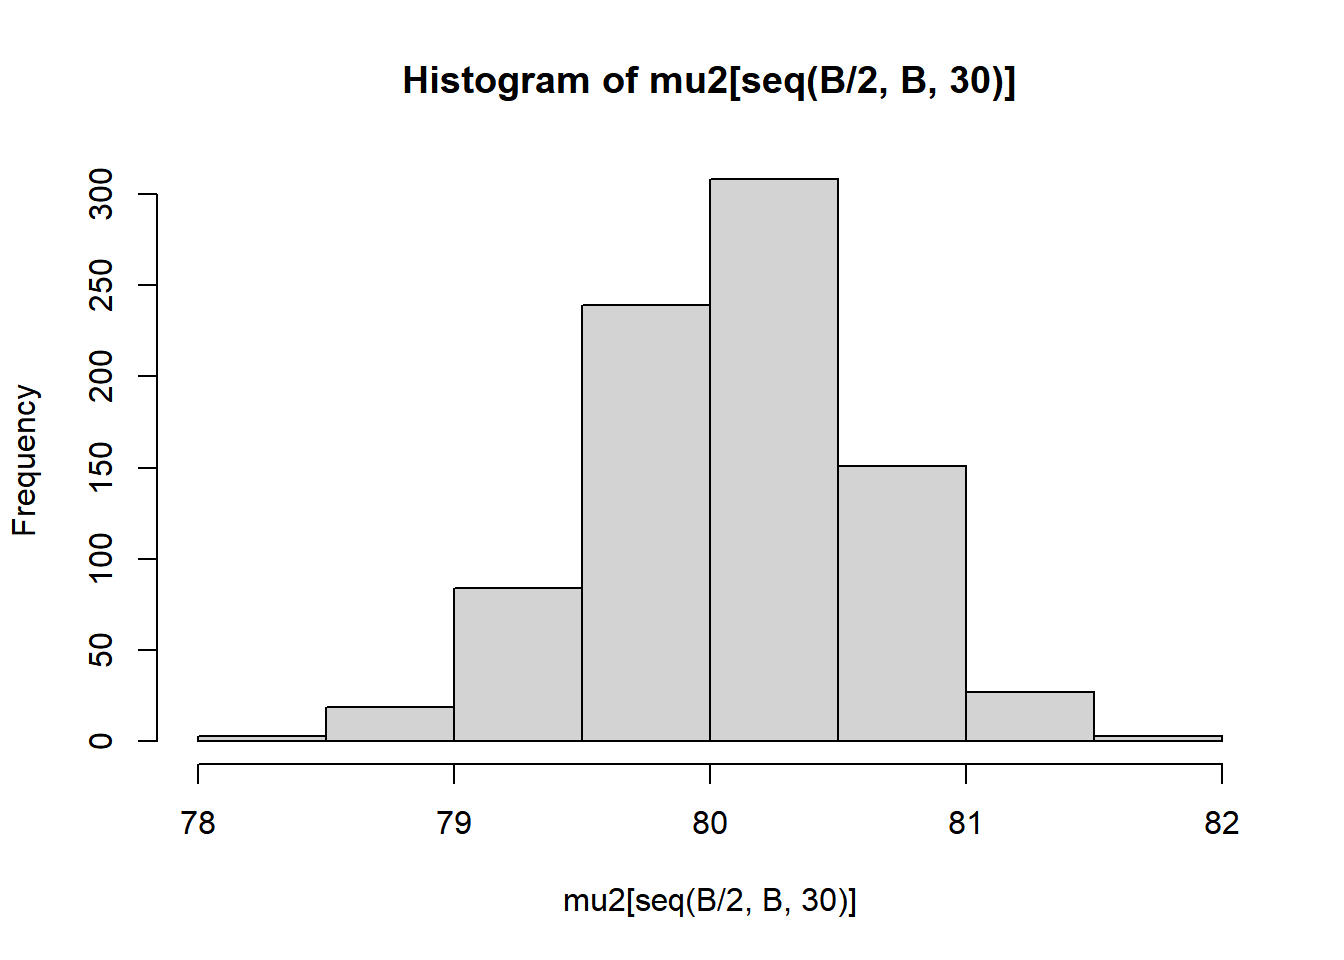 Histogram of mu2[seq(B/2, B, 30)]
Frequency
300
250
200
150
100
50
0
78 79 80 81 82
mu2[seq(B/2, B, 30)]